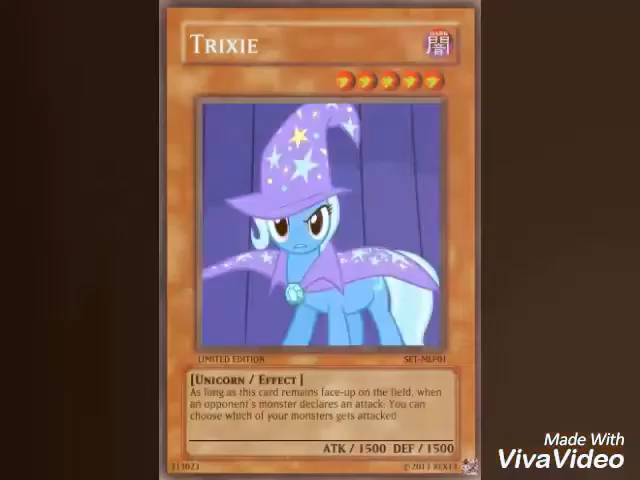 TRIXIE
DARK
闇
LIMITED EDITION
SET-MLP01
[UNICORN / EFFECT]
As long as this card remains face-up on the field, when
an opponent's monster declares an attack: You can
choose which of your monsters gets attacked
ATK / 1500 DEF / 1500
Made With
VivaVideo